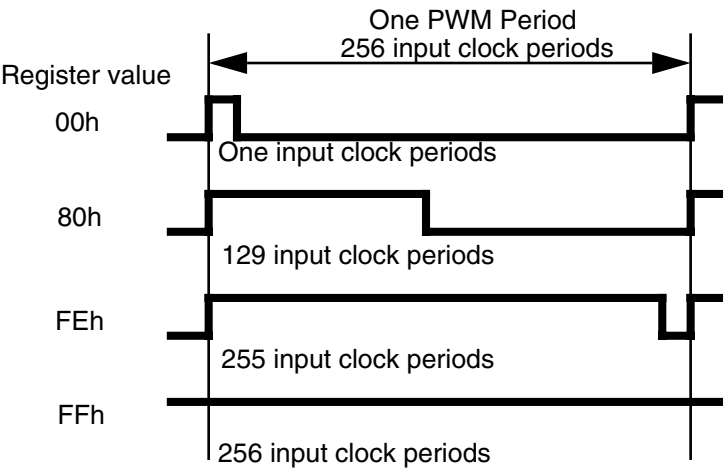 One PWM Period
256 input clock periods
Register value
00h
One input clock periods
80h
129 input clock periods
FEh
255 input clock periods
FFh
256 input clock periods